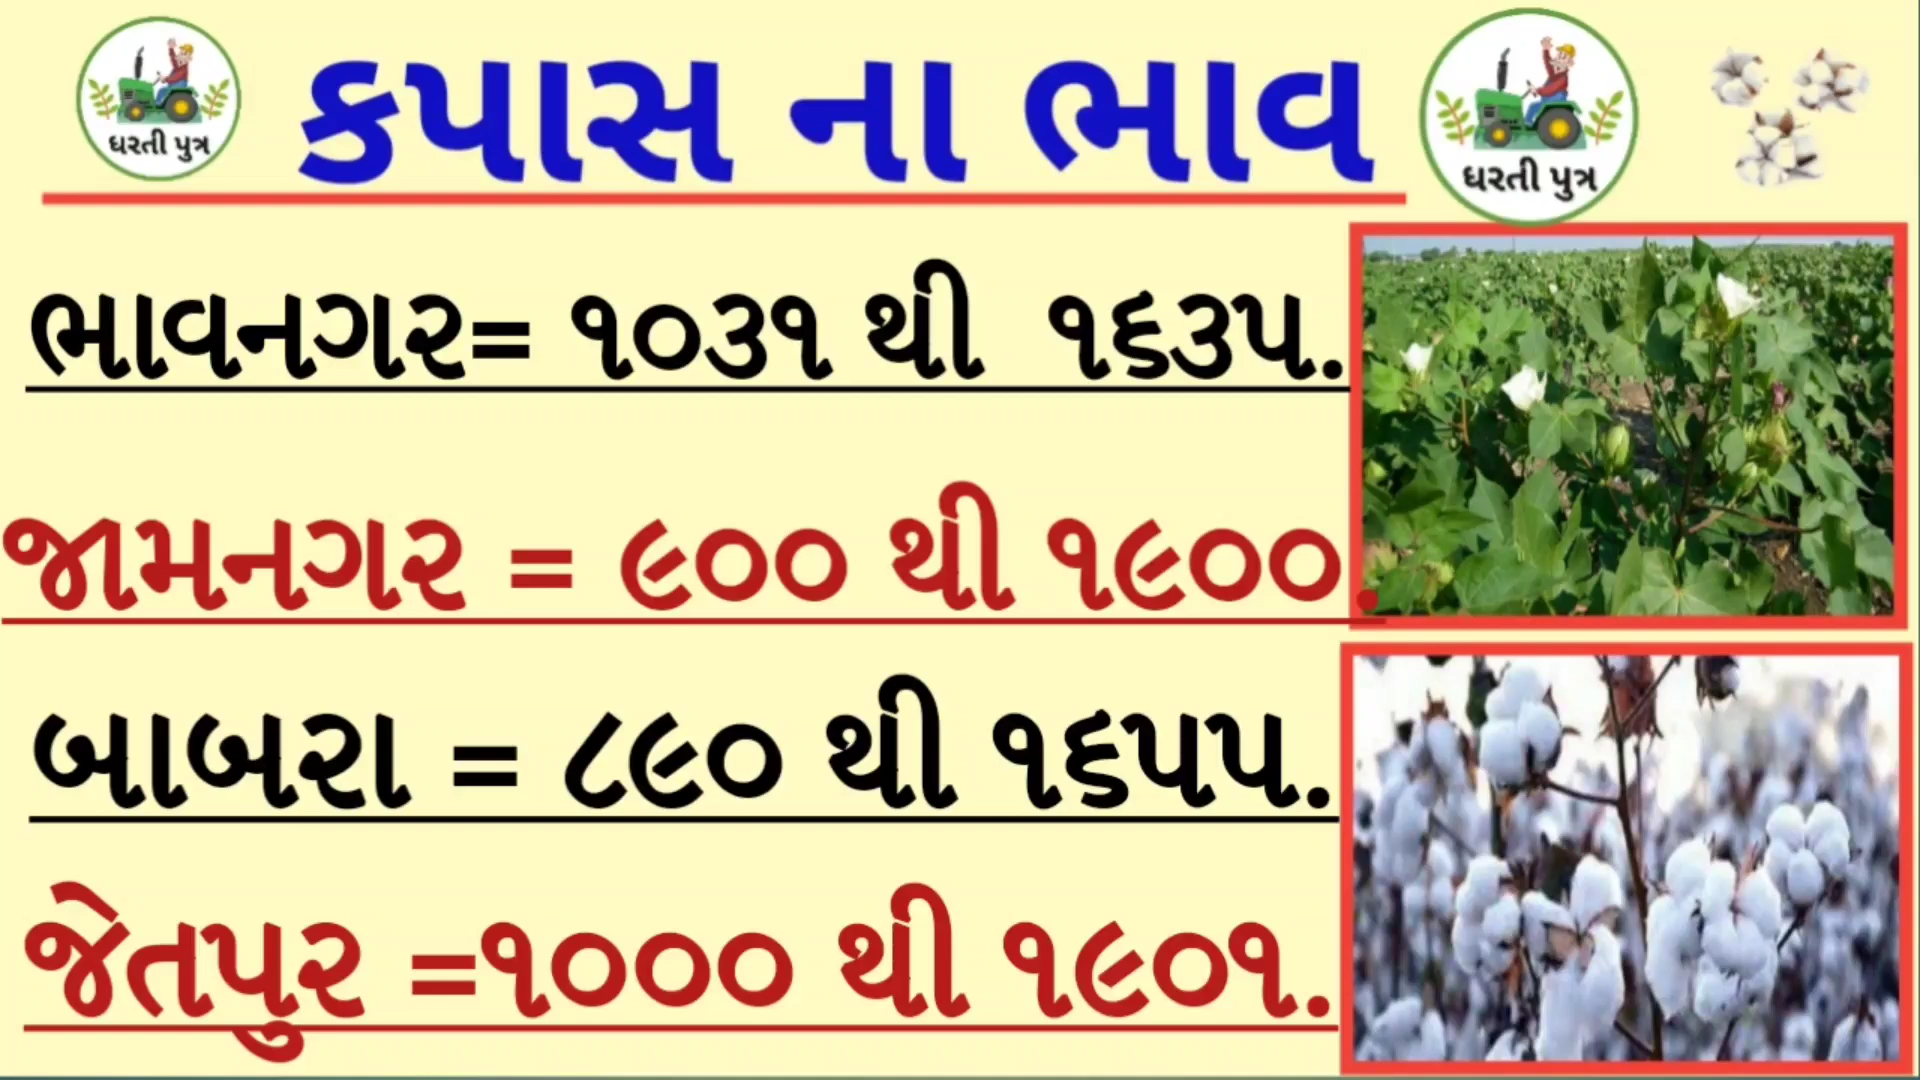 ધરતી પુત્ર
કપાસ ના ભાવ
ધરતી પુત્ર
ભાવનગર= ૧૦૩૧ થી ૧૬૩૫.
જામનગર = ૯૦૦ થી ૧૯૦૦.
બાબરા = ૮૯૦ થી ૧૬૫૫.
જેતપુર =૧૦૦૦ થી ૧૯૦૧.